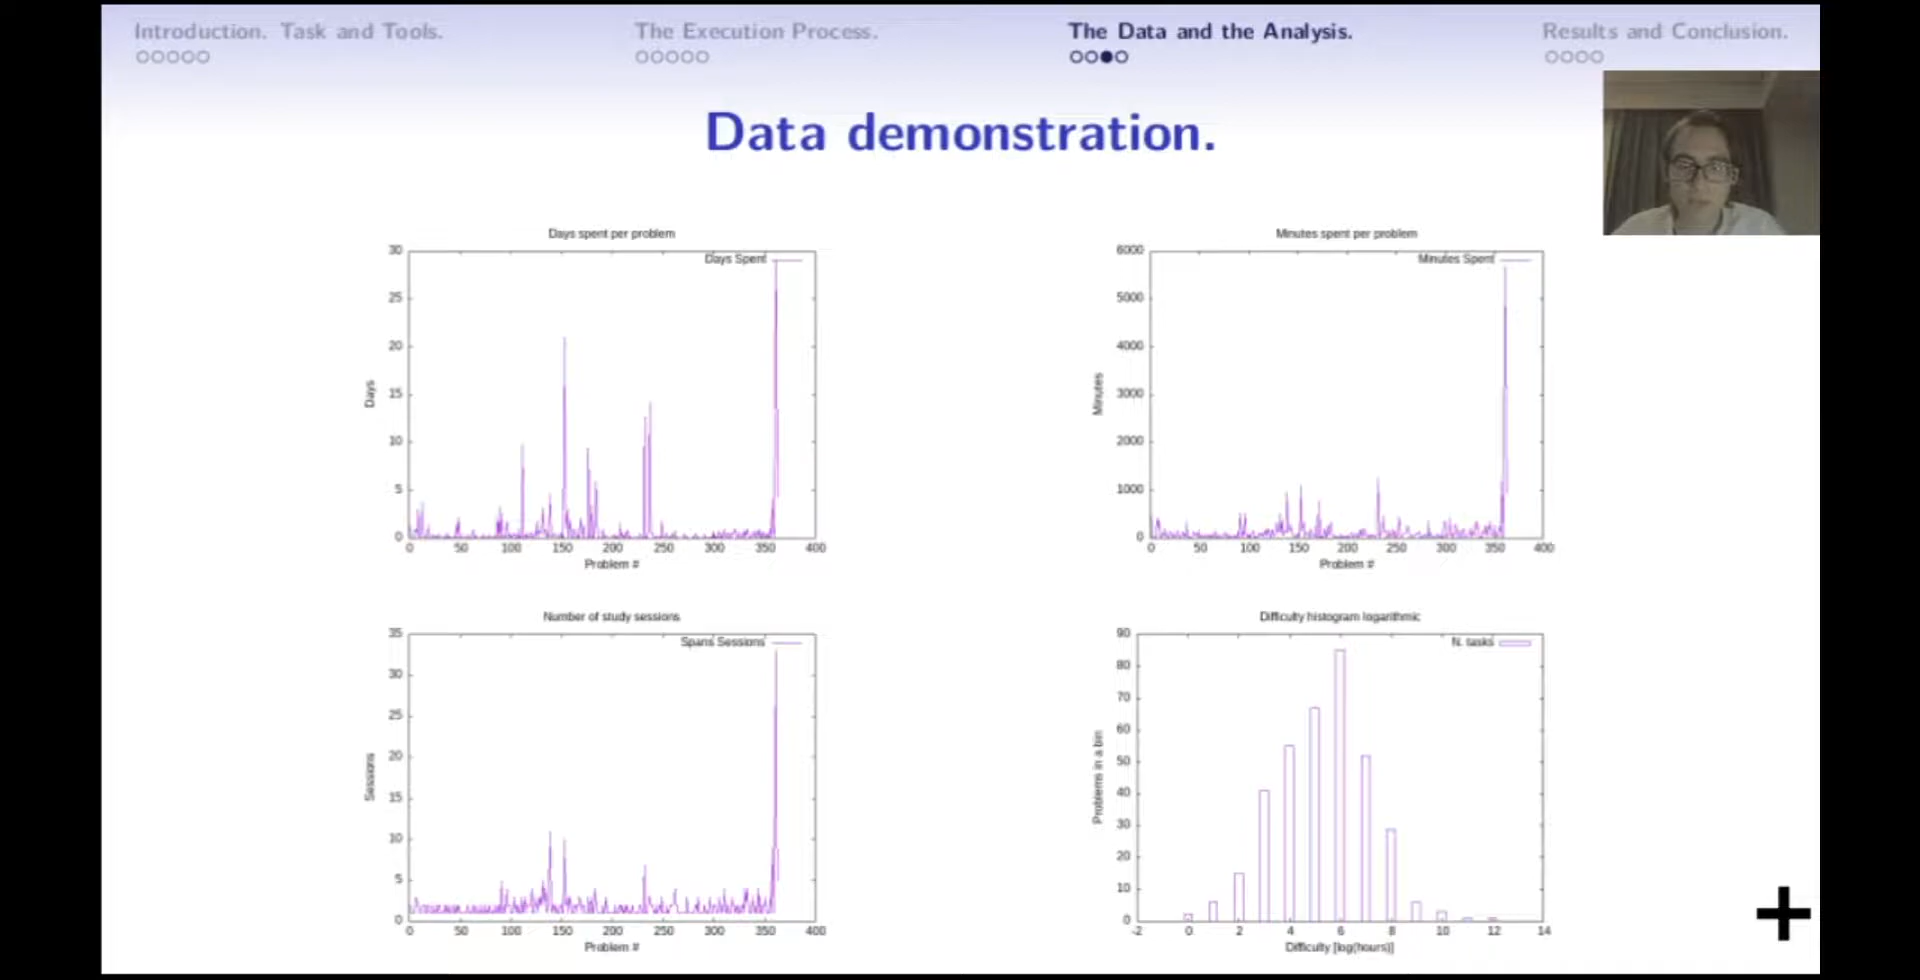 Introduction. Task and Tools. The Execution Process. The Data and the Analysis. Results and Conclusion.
Data demonstration.
Days spent per problem
Days Spent
Days
30
25
20
15
10
5
0
0 50 100 150 200 250 300 350 400
Problem #
Minutes spent per problem
Minutes Spent
Minutes
6000
5000
4000
3000
2000
1000
0
0 50 100 150 200 250 300 350 400
Problem #
Number of study sessions
Spans Sessions
Sessions
35
30
25
20
15
10
5
0
0 50 100 150 200 250 300 350 400
Problem #
Difficulty histogram logarithmic
N. tasks
Problems in a bin
90
80
70
60
50
40
30
20
10
0
-2 0 2 4 6 8 10 12 14
Difficulty [log(hours)]